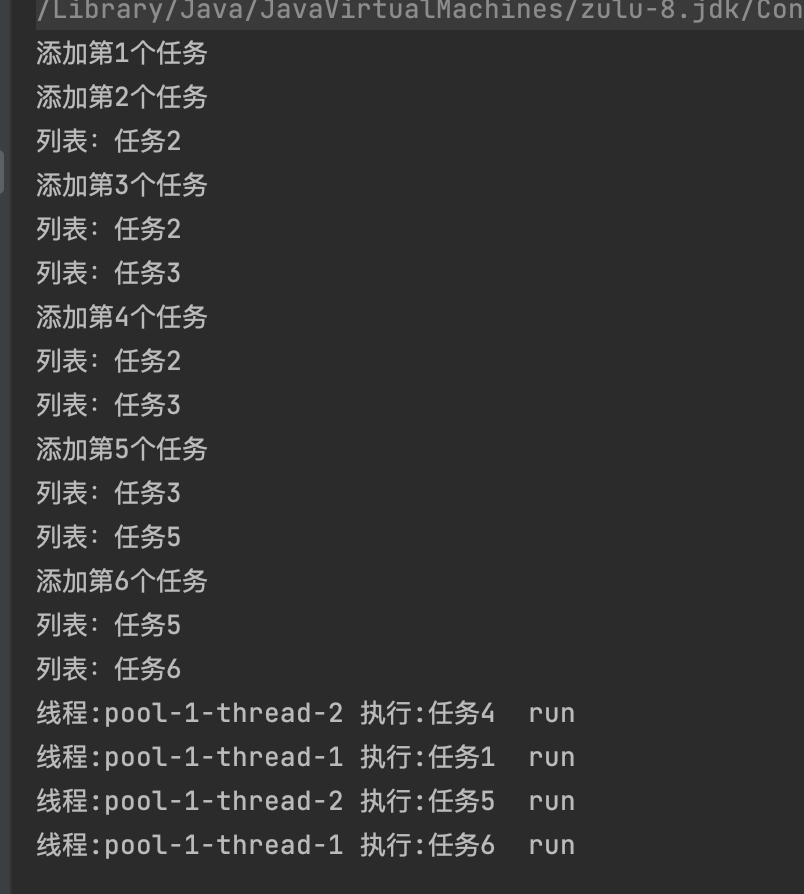 /Library/Java/JavaVirtualMachines/zulu-8.jdk/Con
添加第1个任务
添加第2个任务
列表：任务2
添加第3个任务
列表：任务2
列表：任务3
添加第4个任务
列表：任务2
列表：任务3
添加第5个任务
列表：任务3
列表：任务5
添加第6个任务
列表：任务5
列表：任务6
线程:pool-1-thread-2 执行:任务4  run
线程:pool-1-thread-1 执行:任务1  run
线程:pool-1-thread-2 执行:任务5  run
线程:pool-1-thread-1 执行:任务6  run